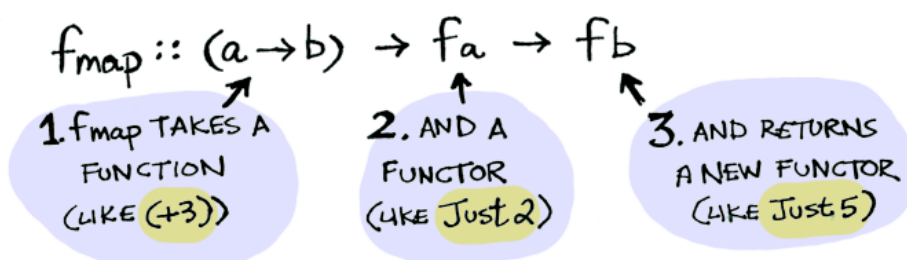 fmap :: (a → b) → fa → fb
1. fmap TAKES A
FUNCTION
(LIKE (+3))
2. AND A
FUNCTOR
(LIKE Just 2)
3. AND RETURNS
A NEW FUNCTOR
(LIKE Just 5)